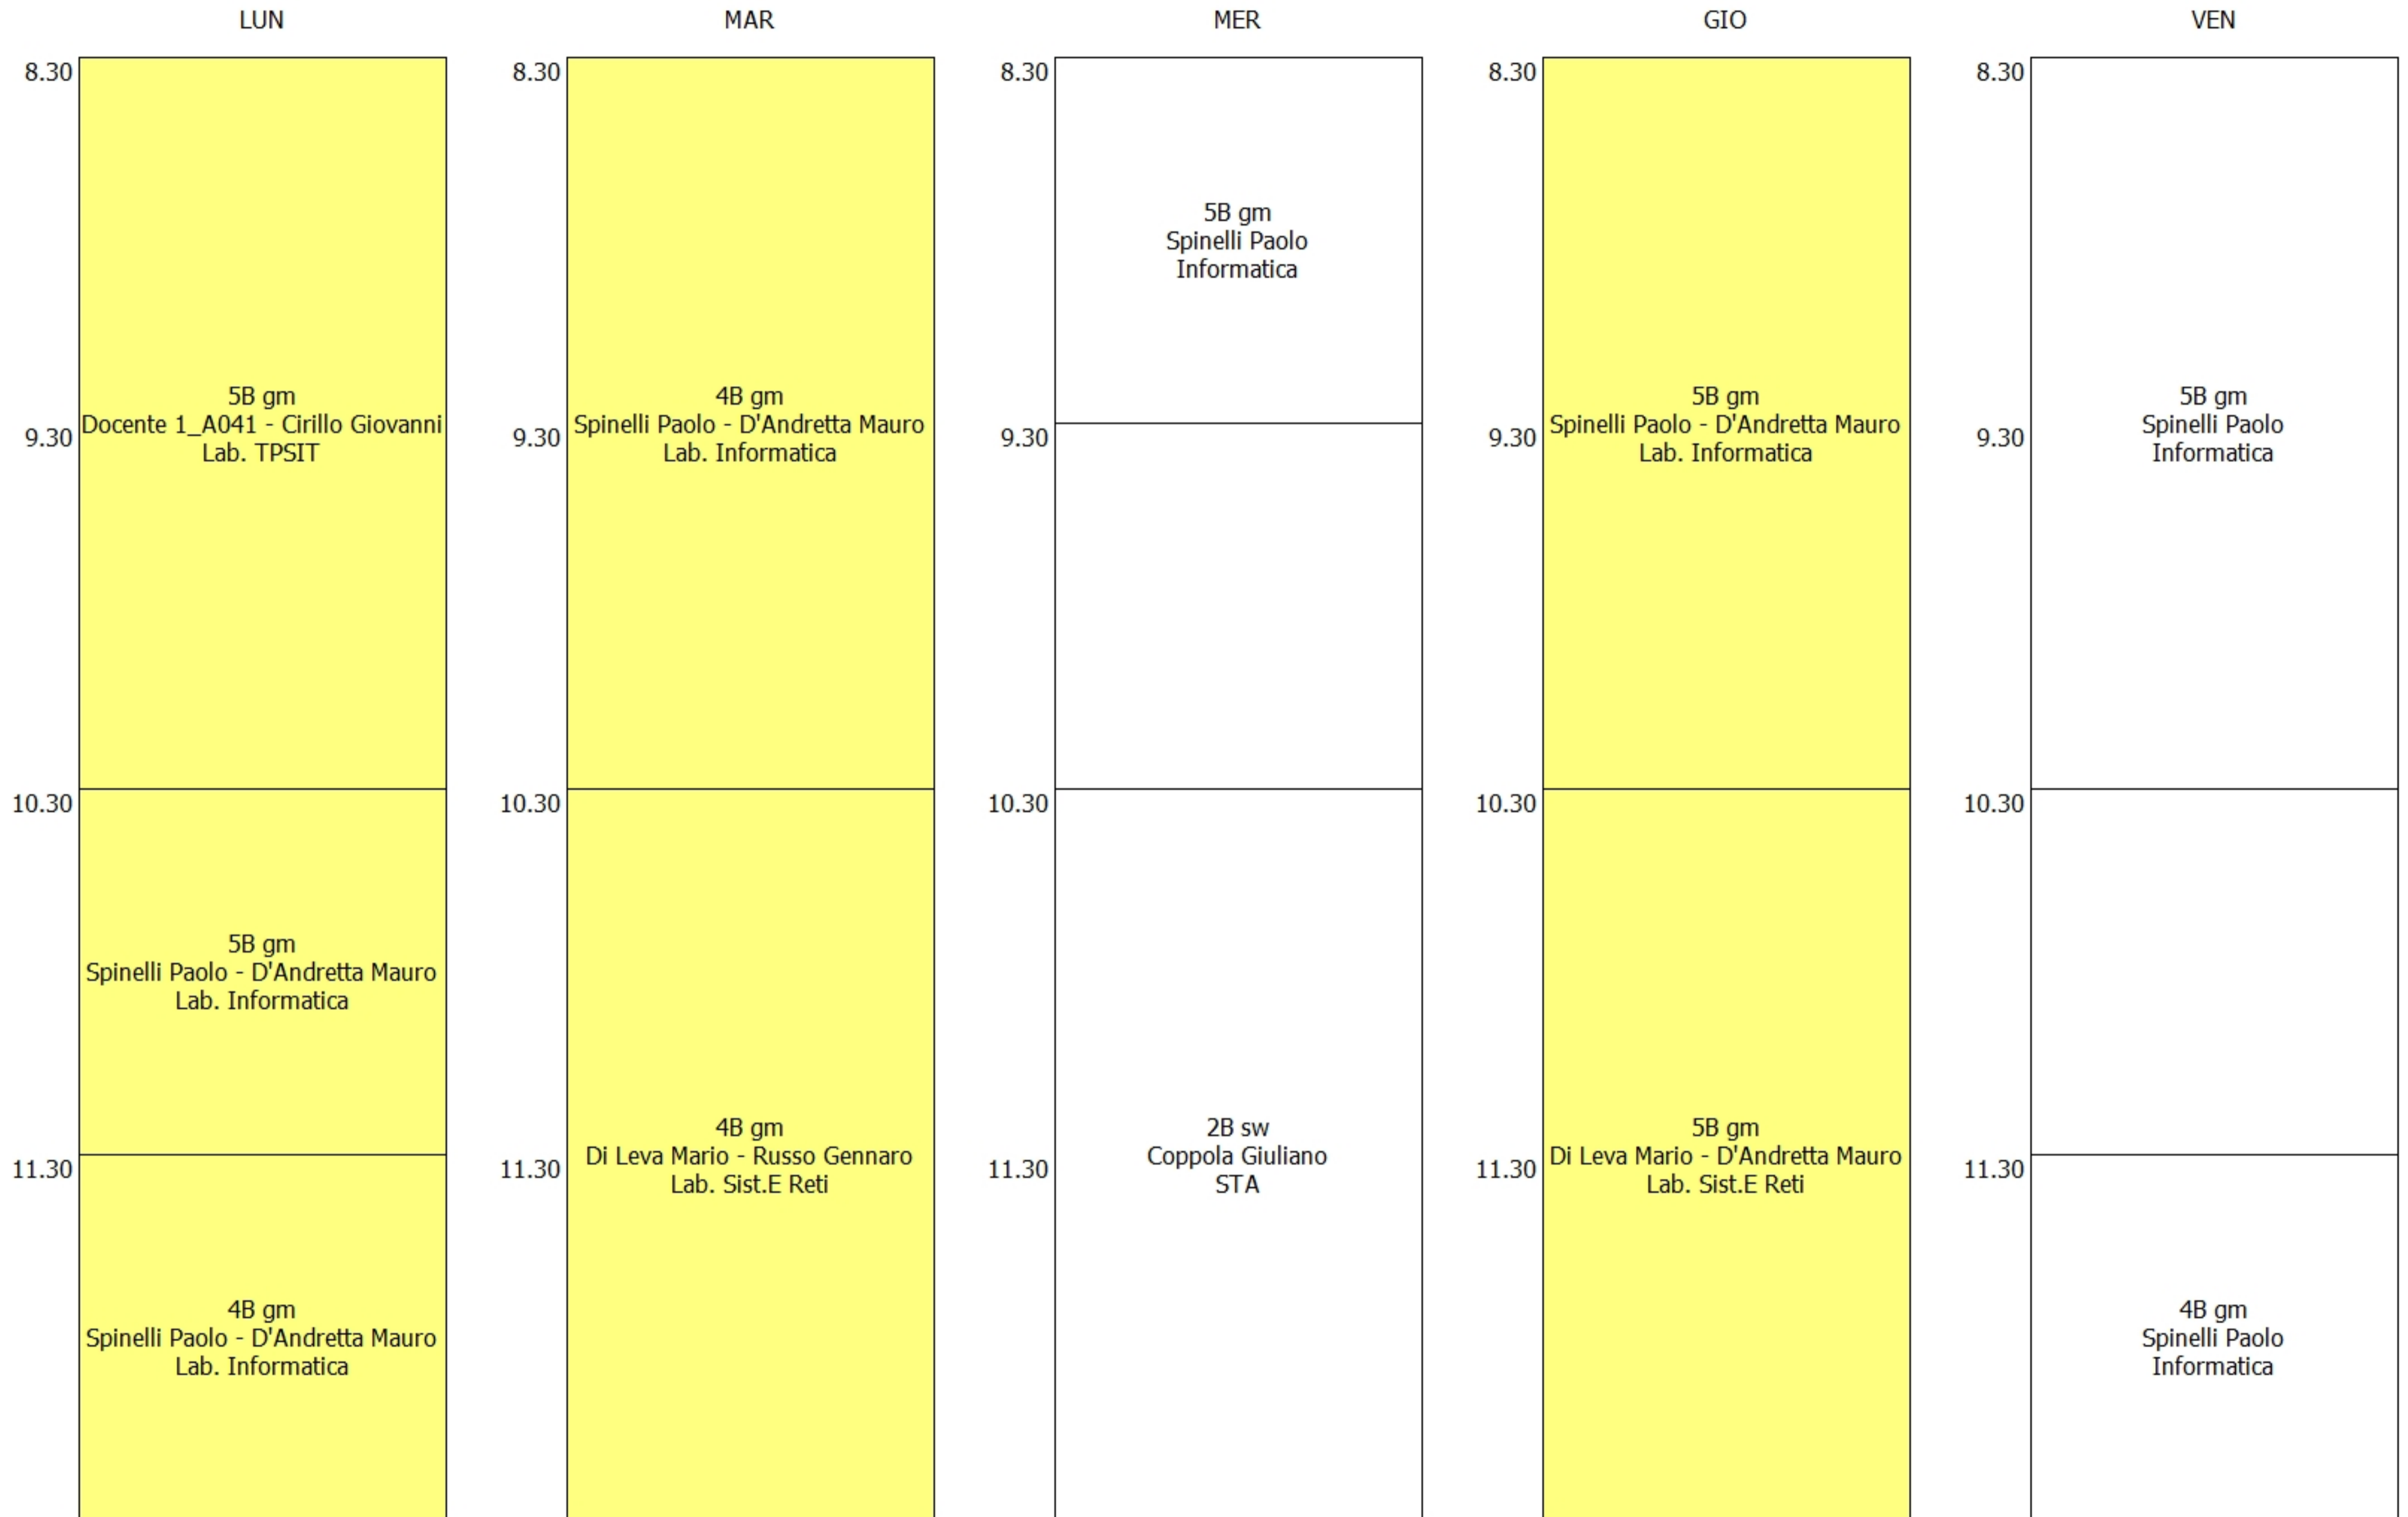 LUN
8.30
5B gm
Docente 1_A041 - Cirillo Giovanni
9.30
Lab. TPSIT
10.30
5B gm
Spinelli Paolo - D'Andretta Mauro
Lab. Informatica
11.30
4B gm
Spinelli Paolo - D'Andretta Mauro
Lab. Informatica
MAR
8.30
4B gm
Spinelli Paolo - D'Andretta Mauro
9.30
Lab. Informatica
10.30
4B gm
Di Leva Mario - Russo Gennaro
11.30
Lab. Sist.E Reti
MER
8.30
5B gm
Spinelli Paolo
Informatica
9.30
10.30
2B sw
Coppola Giuliano
11.30
STA
GIO
8.30
5B gm
Spinelli Paolo - D'Andretta Mauro
9.30
Lab. Informatica
10.30
5B gm
Di Leva Mario - D'Andretta Mauro
11.30
Lab. Sist.E Reti
VEN
8.30
5B gm
Spinelli Paolo
9.30
Informatica
10.30
11.30
4B gm
Spinelli Paolo
Informatica